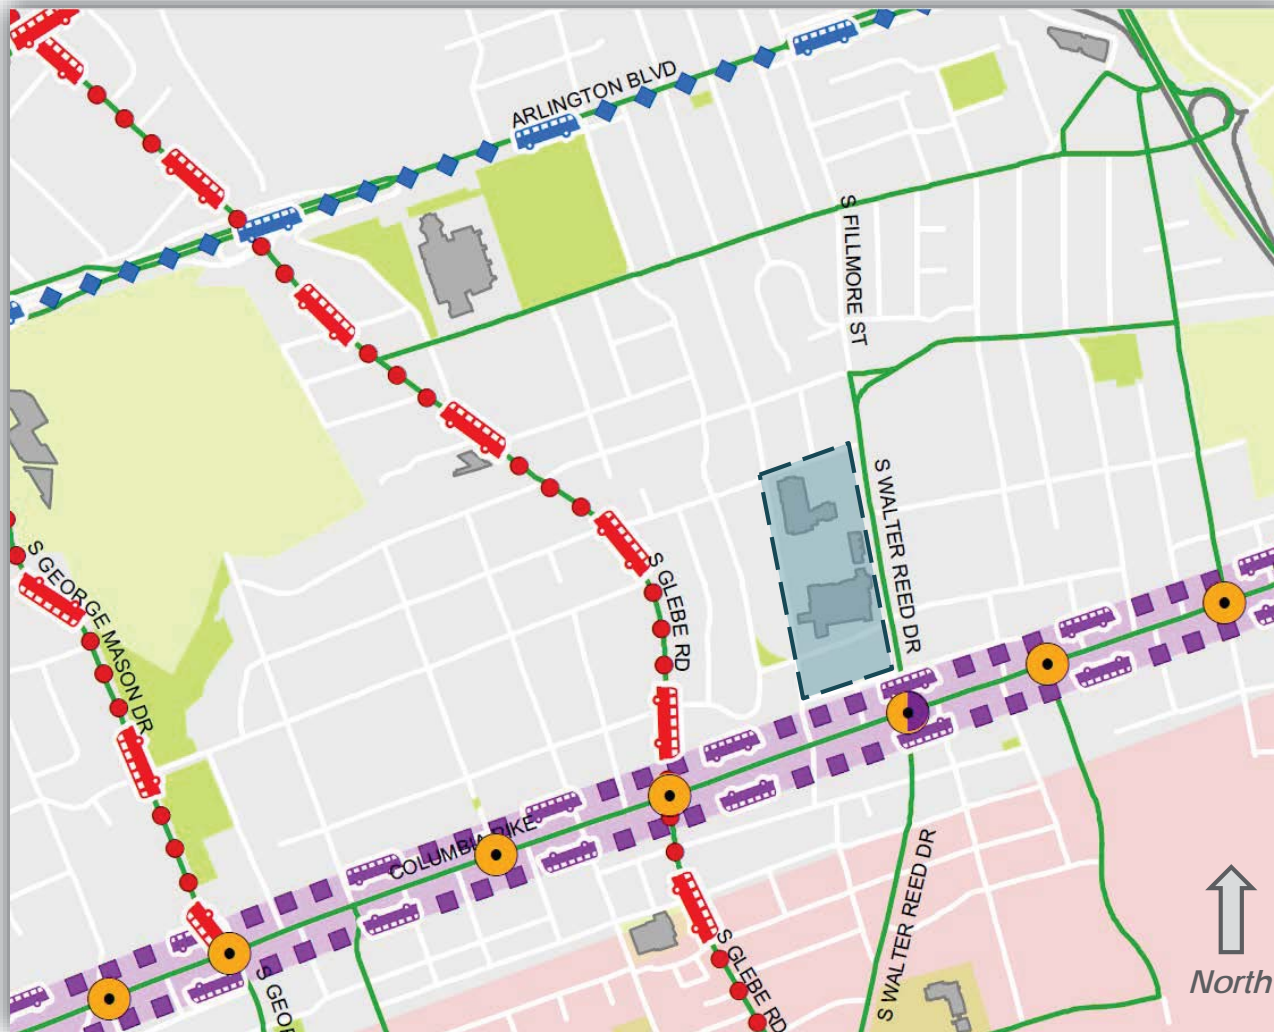 ARLINGTON BLVD
S FILLMORE ST
S WALTER REED DR
S GEORGE MASON DR
S GLEBE RD
COLUMBIA PIKE
S WALTER REED DR
S GLEBE RD
S GEOR
North